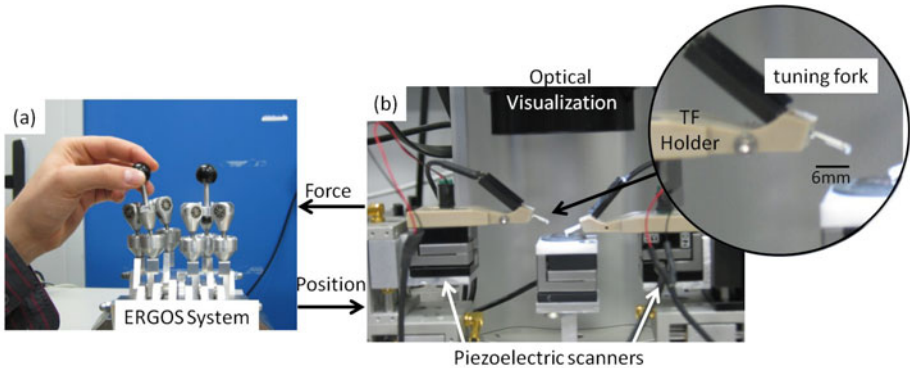 (a)
ERGOS System
Force
Position
(b)
Optical
Visualization
Piezoelectric scanners
tuning fork
TF
Holder
6mm